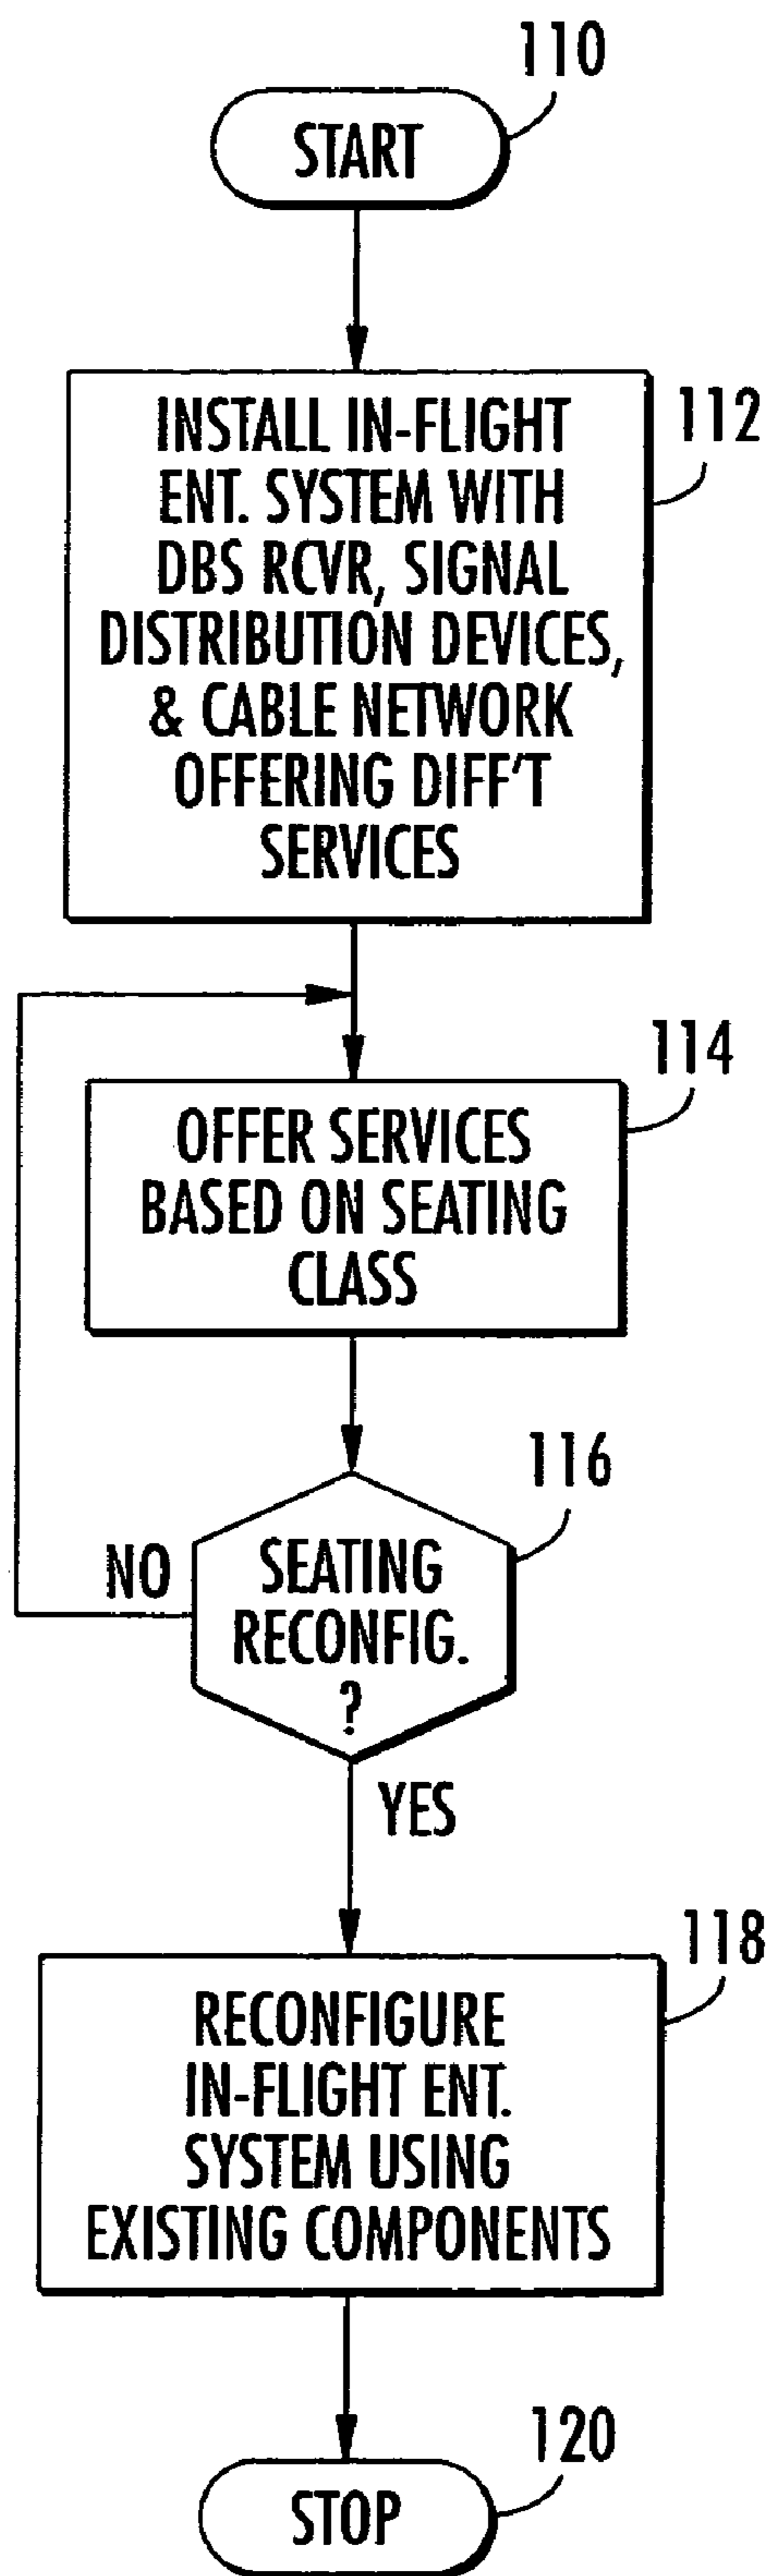 110
START
112
INSTALL IN-FLIGHT
ENT. SYSTEM WITH
DBS RCVR, SIGNAL
DISTRIBUTION DEVICES,
& CABLE NETWORK
OFFERING DIFF'T
SERVICES
114
OFFER SERVICES
BASED ON SEATING
CLASS
116
NO
SEATING
RECONFIG.
?
YES
118
RECONFIGURE
IN-FLIGHT ENT.
SYSTEM USING
EXISTING COMPONENTS
120
STOP